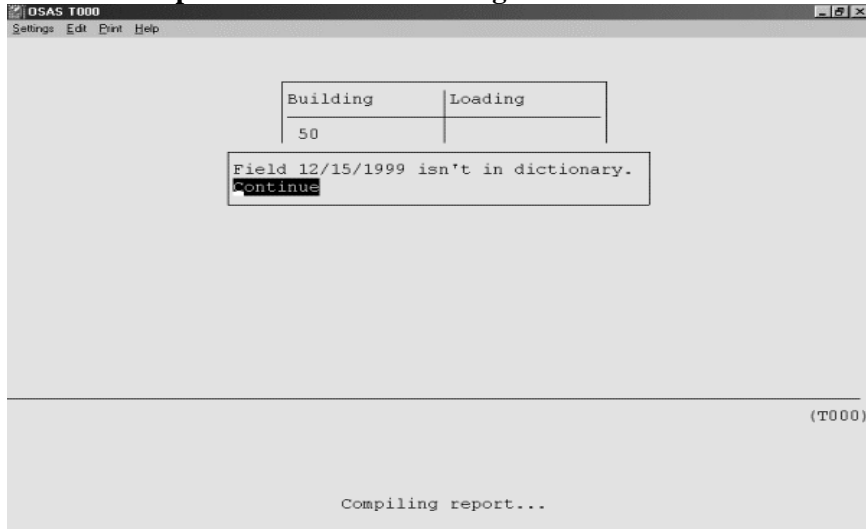 OSAS T000
Settings Edit Print Help
Building Loading
50
Field 12/15/1999 isn't in dictionary.
Continue
(T000)
Compiling report...